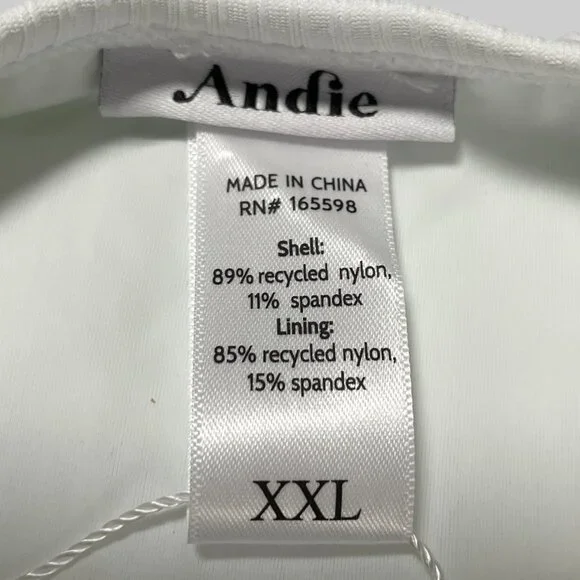 Andie
MADE IN CHINA
RN# 165598
Shell:
89% recycled nylon,
11% spandex
Lining:
85% recycled nylon,
15% spandex
XXL